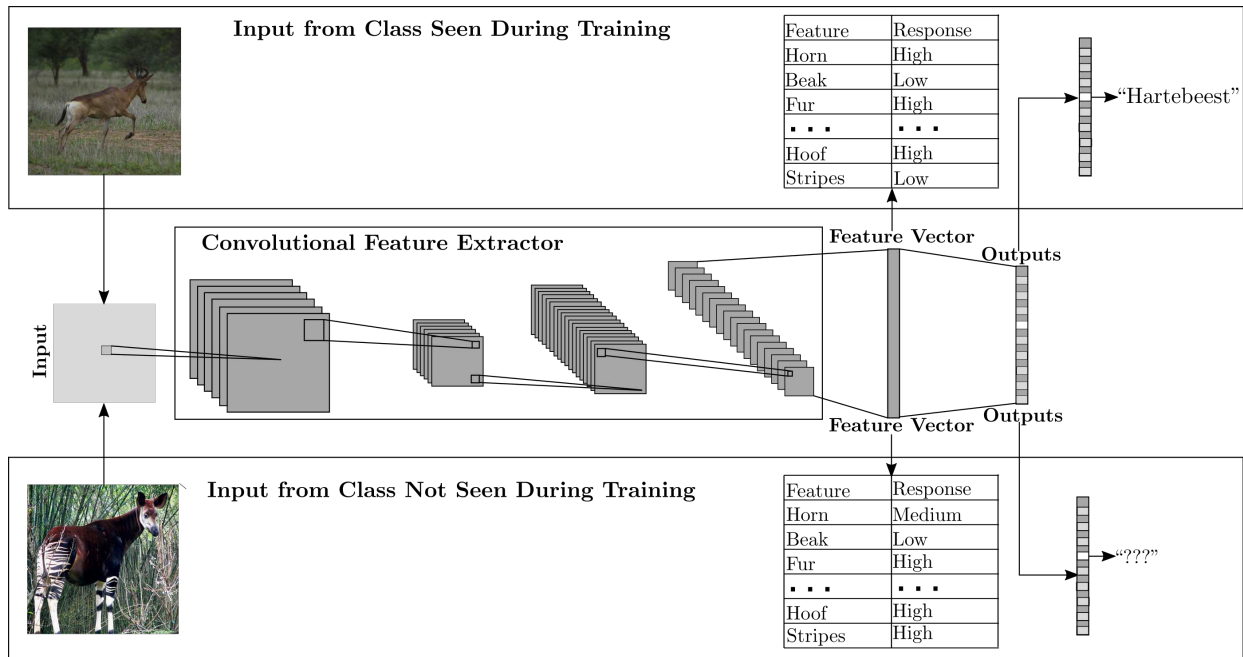 Input from Class Seen During Training
Feature Response
Horn High
Beak Low
Fur High
. . . . . .
Hoof High
Stripes Low
“Hartebeest”
Convolutional Feature Extractor
Feature Vector
Outputs
Input
Outputs
Feature Vector
Input from Class Not Seen During Training
Feature Response
Horn Medium
Beak Low
Fur High
. . . . . .
Hoof High
Stripes High
“???”